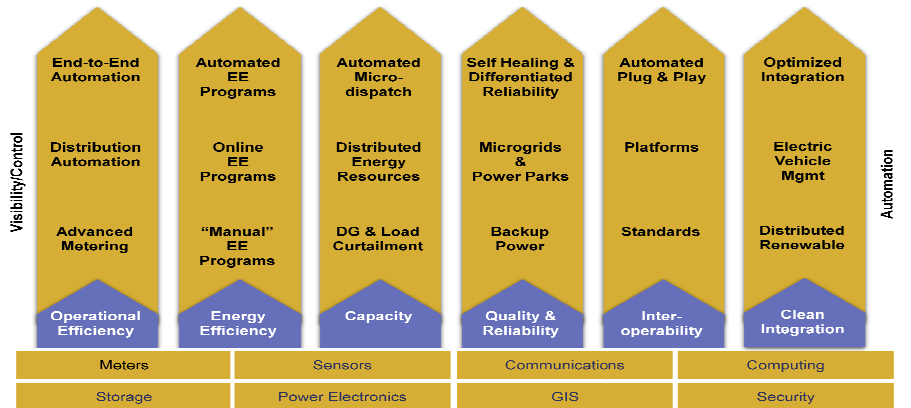 Visibility/Control
End-to-End
Automation
Distribution
Automation
Advanced
Metering
Operational
Efficiency
Automated
EE
Programs
Online
EE
Programs
“Manual”
EE
Programs
Energy
Efficiency
Automated
Micro-
dispatch
Distributed
Energy
Resources
DG & Load
Curtailment
Capacity
Self Healing &
Differentiated
Reliability
Microgrids
&
Power Parks
Backup
Power
Quality &
Reliability
Automated
Plug & Play
Platforms
Standards
Inter-
operability
Optimized
Integration
Electric
Vehicle
Mgmt
Distributed
Renewable
Clean
Integration
Automation
Meters
Sensors
Communications
Computing
Storage
Power Electronics
GIS
Security